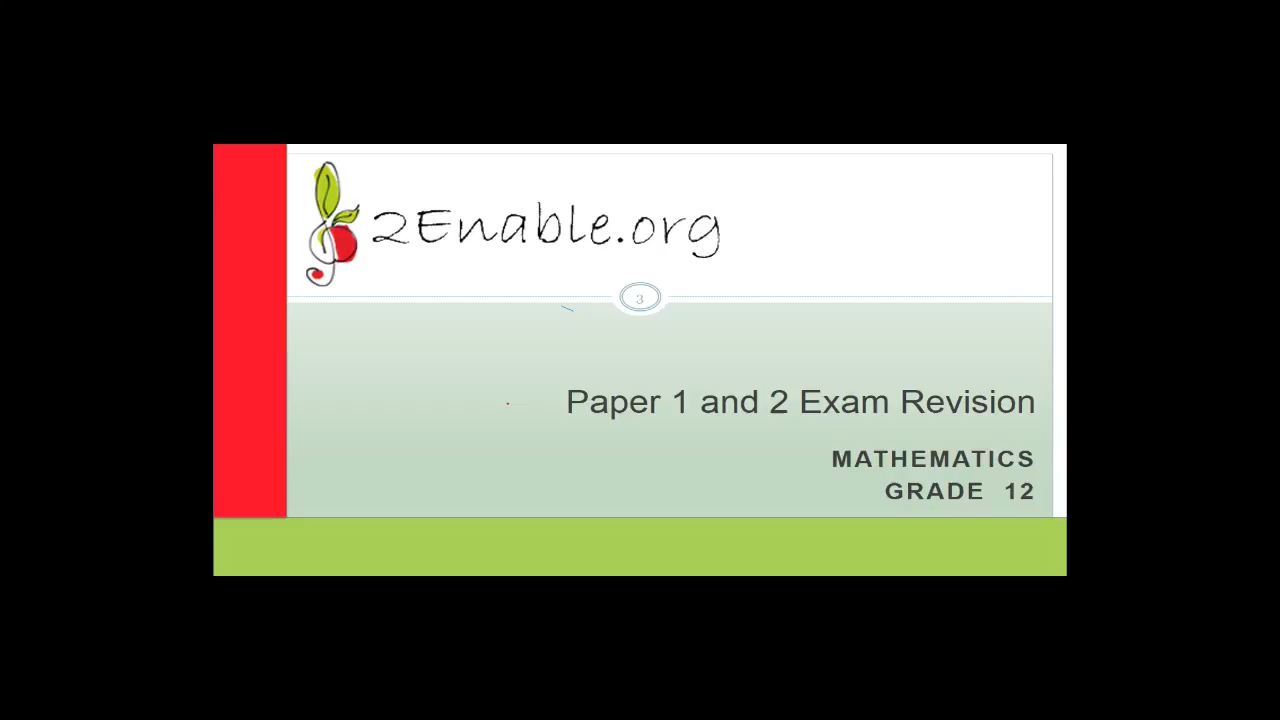 2Enable.org
3
Paper 1 and 2 Exam Revision
MATHEMATICS
GRADE 12